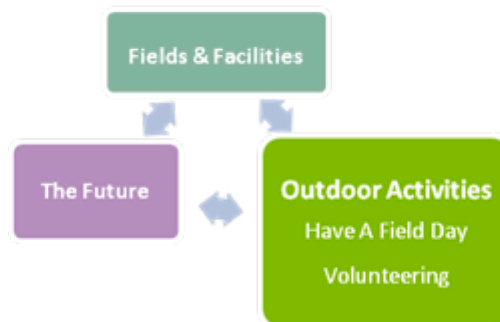 Fields & Facilities
The Future
Outdoor Activities
Have A Field Day
Volunteering